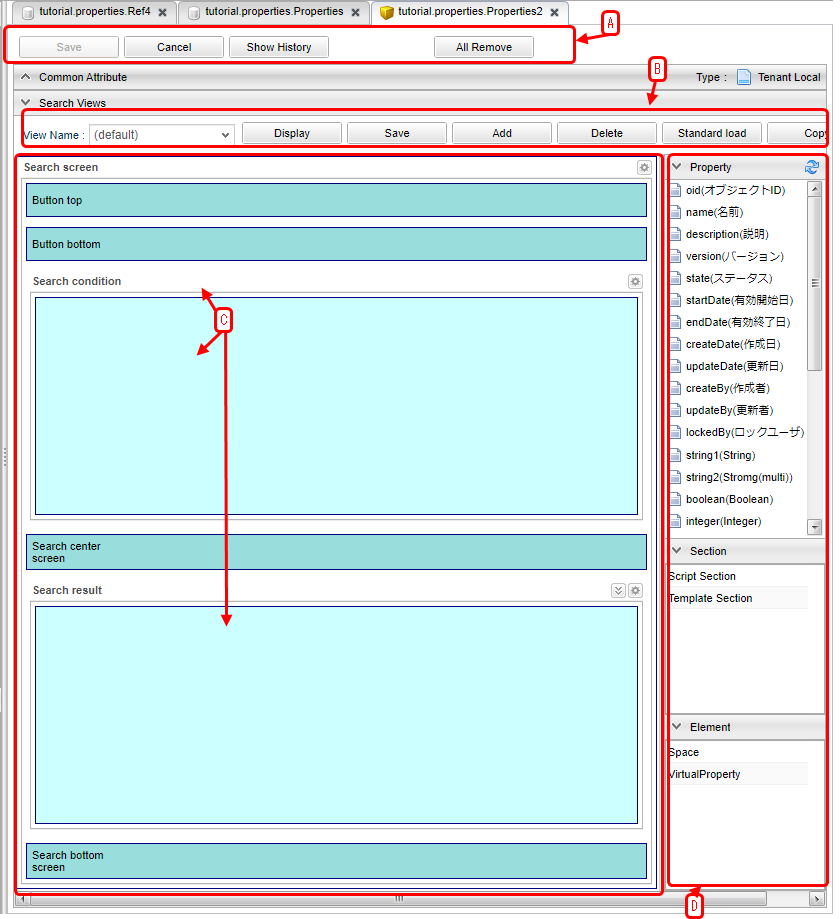 tutorial.properties.Ref4 tutorial.properties.Properties tutorial.properties.Properties2
A
Save Cancel Show History All Remove
B
Common Attribute Type : Tenant Local
Search Views
View Name : (default) Display Save Add Delete Standard load Copy
Search screen
Button top
Button bottom
Search condition
C
Search center
screen
Search result
Search bottom
screen
Property
oid(オブジェクトID)
name(名前)
description(説明)
version(バージョン)
state(ステータス)
startDate(有効開始日)
endDate(有効終了日)
createDate(作成日)
updateDate(更新日)
createBy(作成者)
updateBy(更新者)
lockedBy(ロックユーザ)
string1(String)
string2(Stromg(multi))
boolean(Boolean)
integer(Integer)
Section
Script Section
Template Section
Element
Space
VirtualProperty
D